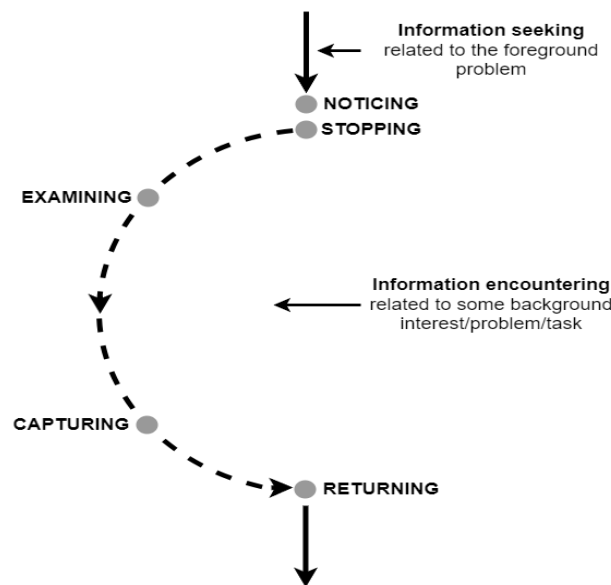 Information seeking
related to the foreground
problem
NOTICING
STOPPING
EXAMINING
Information encountering
related to some background
interest/problem/task
CAPTURING
RETURNING